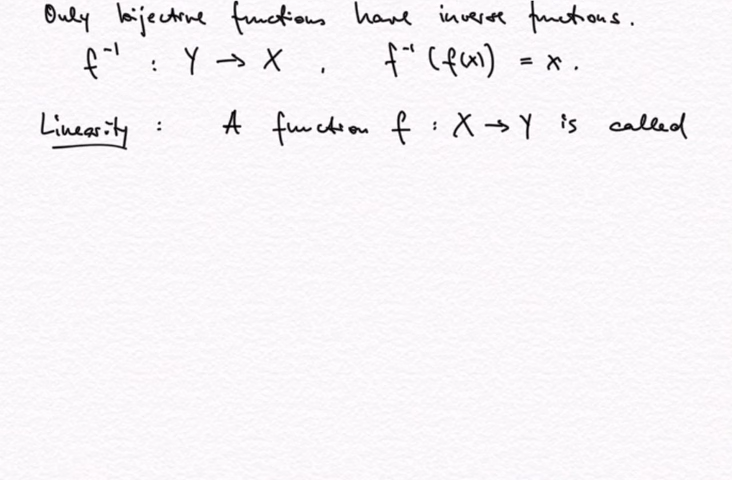 Only bijective functions have inverse functions.
f⁻¹ : Y → X , f⁻¹ (f(x)) = x .
Linearity : A function f : X → Y is called